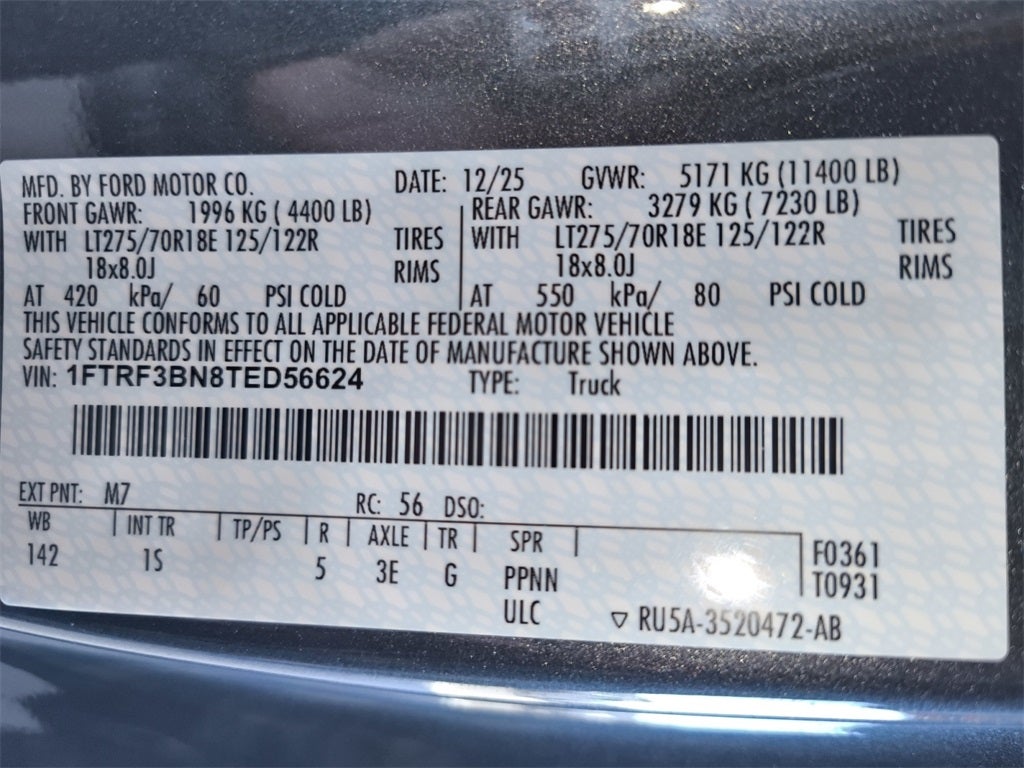 MFD. BY FORD MOTOR CO. DATE: 12/25 GVWR: 5171 KG (11400 LB)
FRONT GAWR: 1996 KG ( 4400 LB) REAR GAWR: 3279 KG ( 7230 LB)
WITH LT275/70R18E 125/122R TIRES WITH LT275/70R18E 125/122R TIRES
18x8.0J RIMS 18x8.0J RIMS
AT 420 kPa/ 60 PSI COLD AT 550 kPa/ 80 PSI COLD
THIS VEHICLE CONFORMS TO ALL APPLICABLE FEDERAL MOTOR VEHICLE
SAFETY STANDARDS IN EFFECT ON THE DATE OF MANUFACTURE SHOWN ABOVE.
VIN: 1FTRF3BN8TED56624 TYPE: Truck
EXT PNT: M7 RC: 56 DSO:
WB INT TR TP/PS R AXLE TR SPR F0361
142 1S 5 3E G PPNN T0931
ULC RU5A-3520472-AB